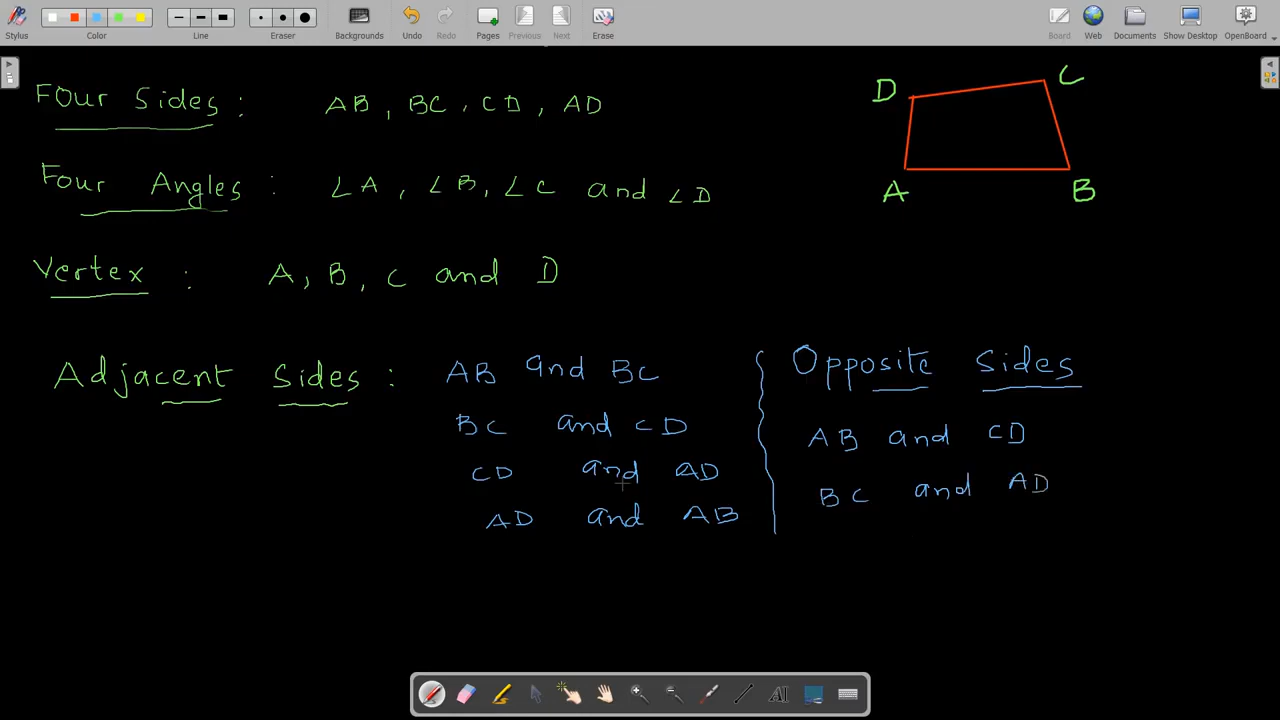 Stylus Color Line Eraser Backgrounds Undo Redo Pages Previous Next Erase Board Web Documents Show Desktop OpenBoard
Four Sides : AB, BC, CD, AD
D C
Four Angles : ∠A, ∠B, ∠C and ∠D
A B
Vertex : A, B, C and D
Adjacent Sides : AB and BC
BC and CD
CD and AD
AD and AB
Opposite Sides
AB and CD
BC and AD